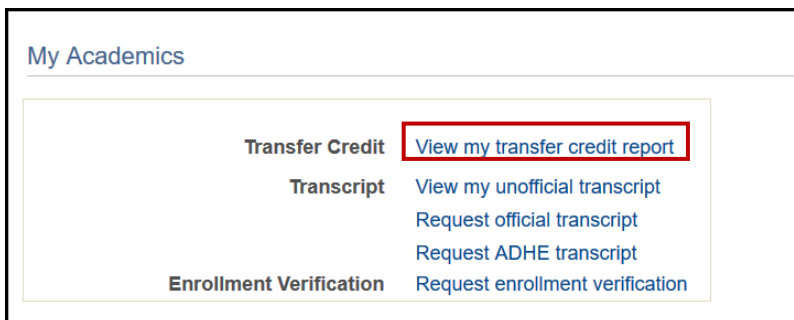 My Academics
Transfer Credit View my transfer credit report
Transcript View my unofficial transcript
Request official transcript
Request ADHE transcript
Enrollment Verification Request enrollment verification